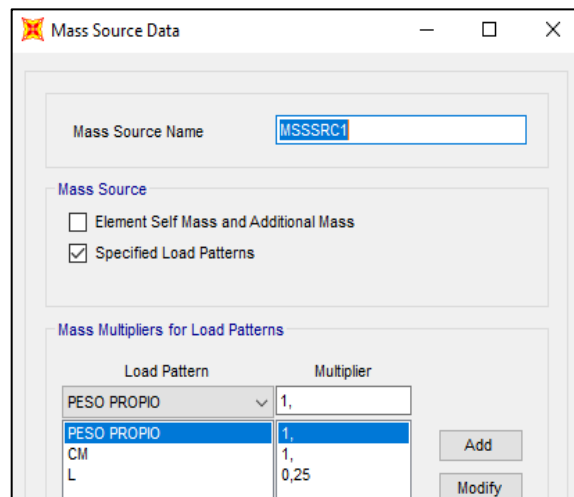 Mass Source Data
Mass Source Name MSSSRC1
Mass Source
Element Self Mass and Additional Mass
Specified Load Patterns
Mass Multipliers for Load Patterns
Load Pattern Multiplier
PESO PROPIO 1,
PESO PROPIO 1,
CM 1,
L 0,25
Add
Modify